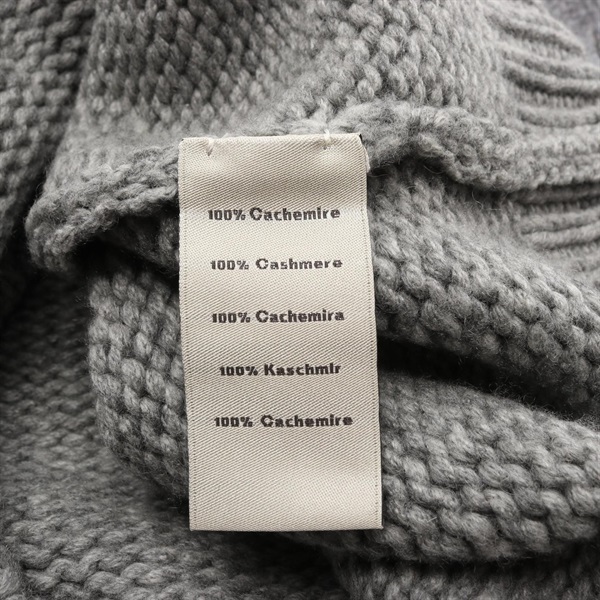 100% Cachemire
100% Cashmere
100% Cachemira
100% Kaschmir
100% Cachemire